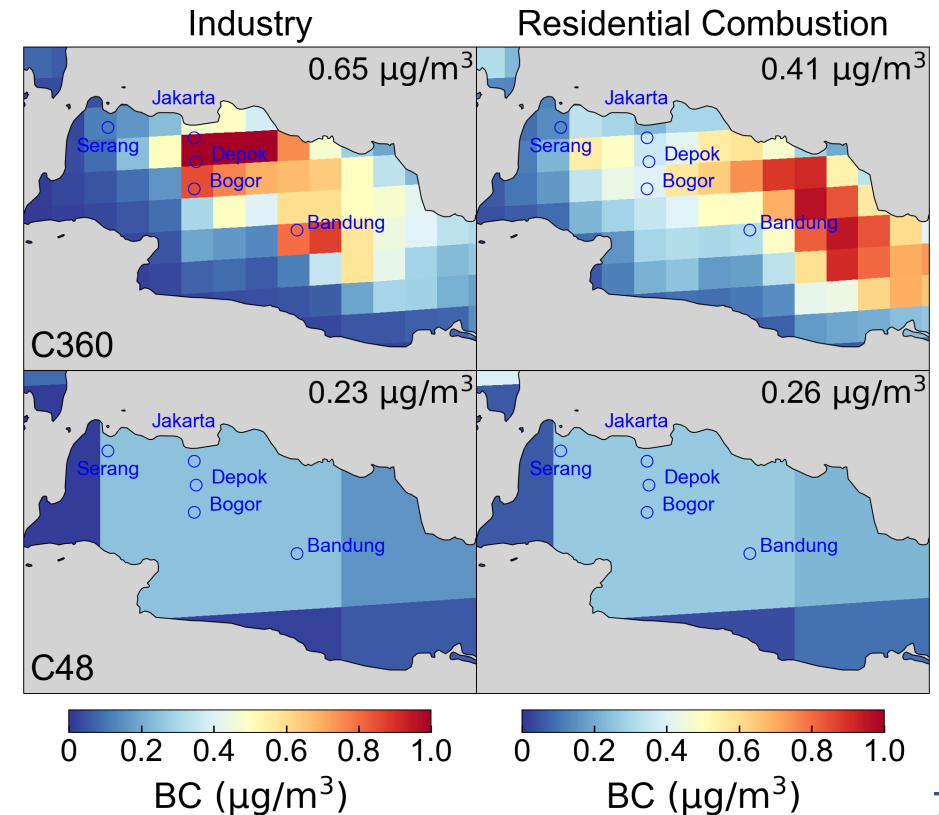 Industry
Residential Combustion
0.65 µg/m³
0.41 µg/m³
Jakarta
Jakarta
Serang
Depok
Serang
Depok
Bogor
Bogor
Bandung
Bandung
C360
0.23 µg/m³
0.26 µg/m³
Jakarta
Jakarta
Serang
Depok
Serang
Depok
Bogor
Bogor
Bandung
Bandung
C48
0 0.2 0.4 0.6 0.8 1.0
0 0.2 0.4 0.6 0.8 1.0
BC (µg/m³)
BC (µg/m³)